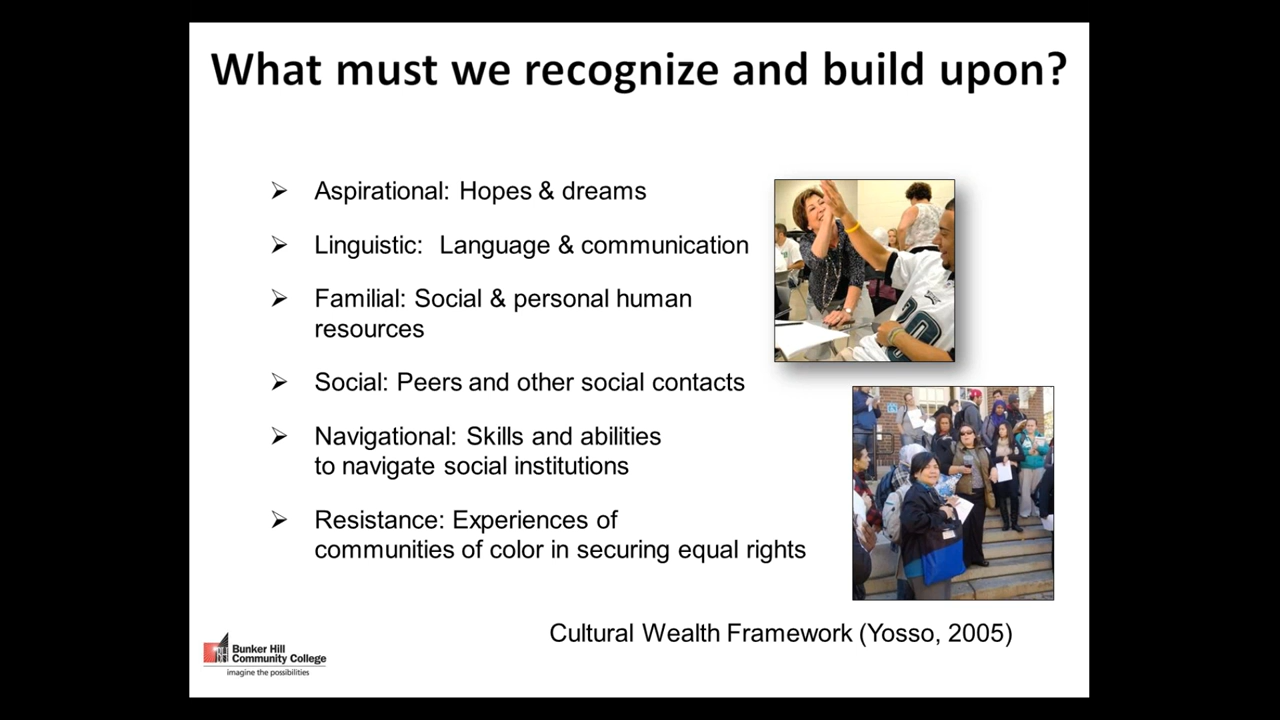 What must we recognize and build upon?
➢ Aspirational: Hopes & dreams
➢ Linguistic: Language & communication
➢ Familial: Social & personal human
resources
➢ Social: Peers and other social contacts
➢ Navigational: Skills and abilities
to navigate social institutions
➢ Resistance: Experiences of
communities of color in securing equal rights
Cultural Wealth Framework (Yosso, 2005)
Bunker Hill
Community College
imagine the possibilities